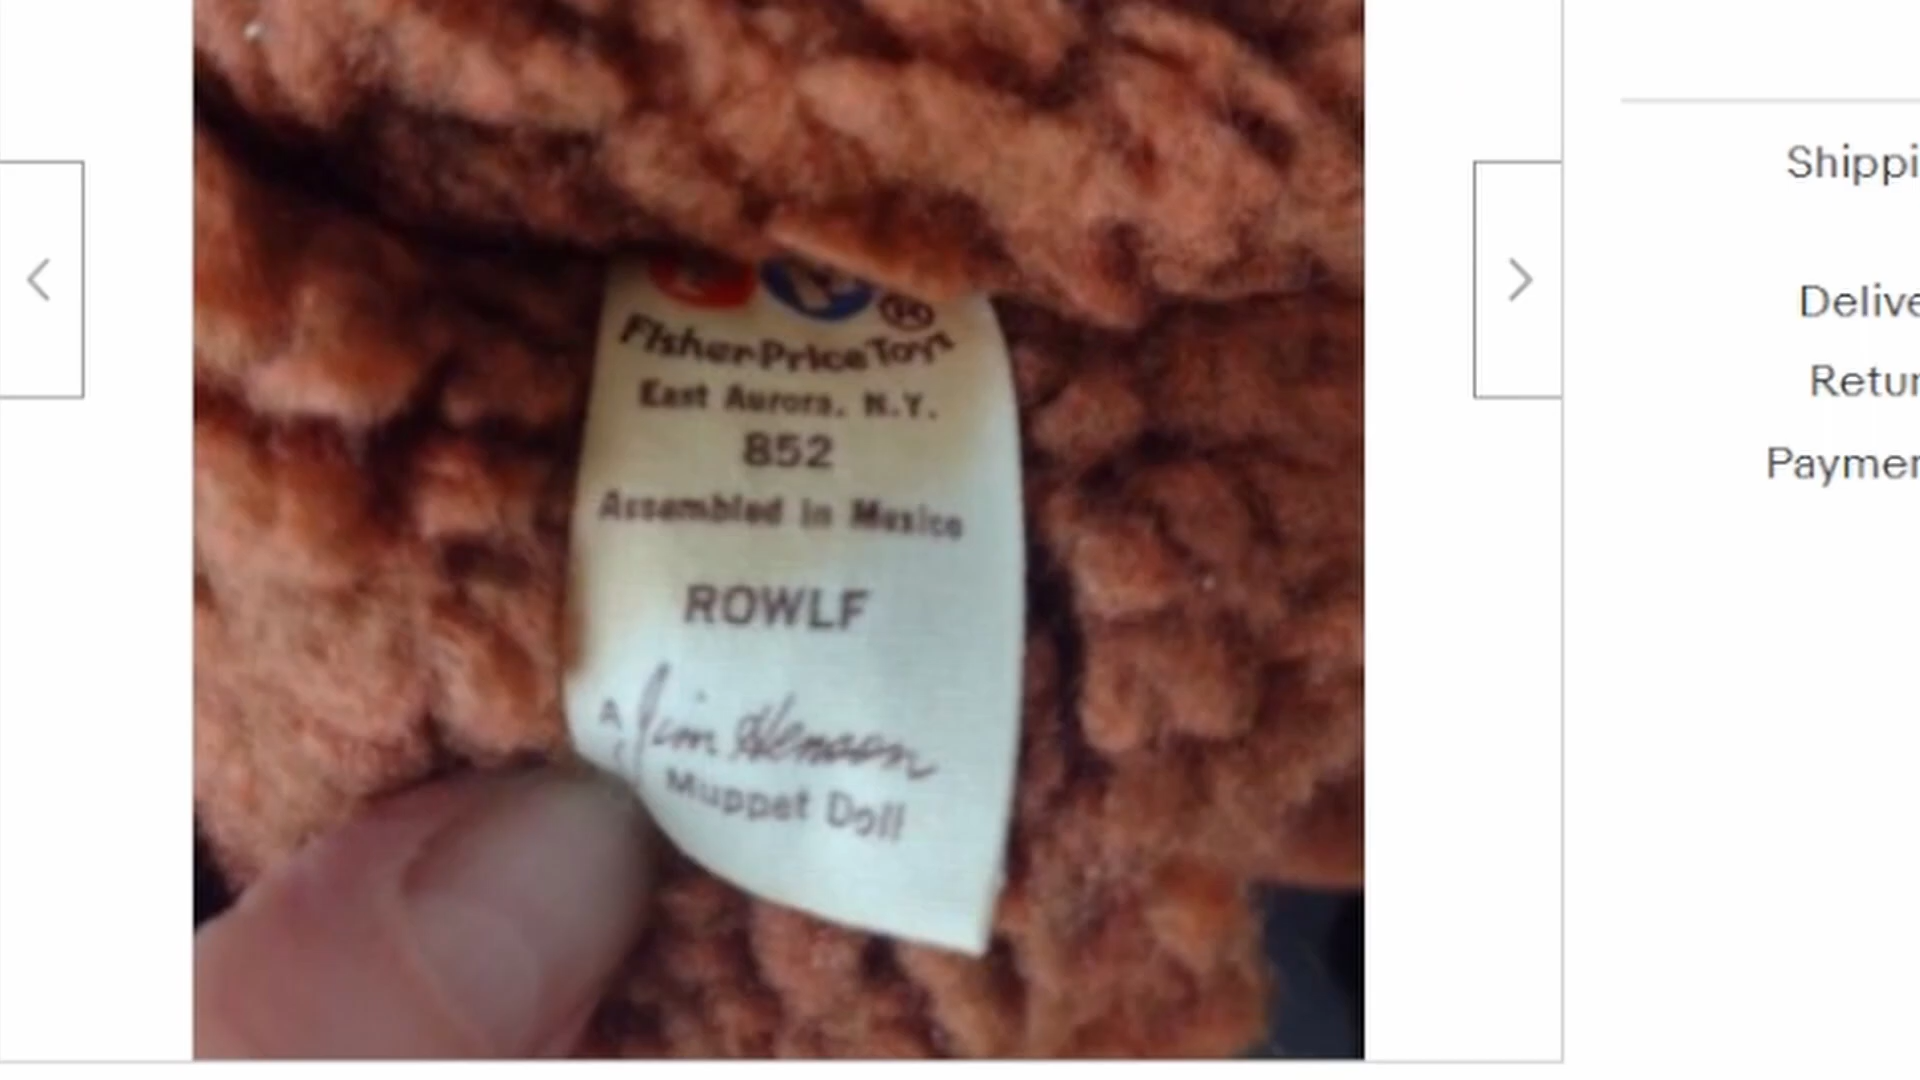 ®
Fisher-Price Toys
East Aurora, N.Y.
852
Assembled in Mexico
ROWLF
A Jim Henson
Muppet Doll
Shippi
Delive
Retur
Paymen